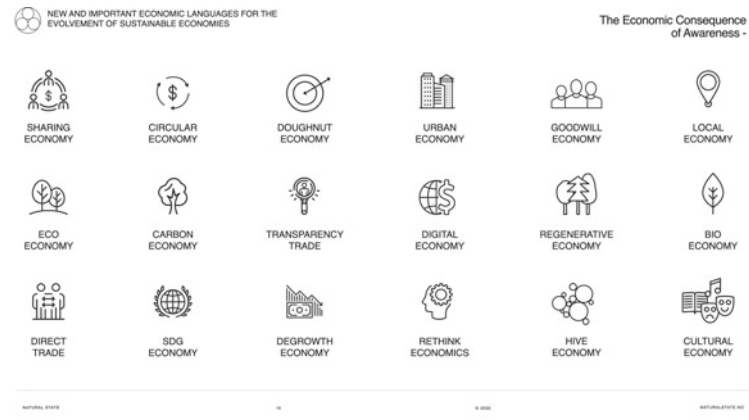 NEW AND IMPORTANT ECONOMIC LANGUAGES FOR THE
EVOLVEMENT OF SUSTAINABLE ECONOMIES
The Economic Consequence
of Awareness -
$
SHARING
ECONOMY
$
CIRCULAR
ECONOMY
DOUGHNUT
ECONOMY
URBAN
ECONOMY
GOODWILL
ECONOMY
LOCAL
ECONOMY
ECO
ECONOMY
CARBON
ECONOMY
TRANSPARENCY
TRADE
$
DIGITAL
ECONOMY
REGENERATIVE
ECONOMY
BIO
ECONOMY
DIRECT
TRADE
SDG
ECONOMY
DEGROWTH
ECONOMY
RETHINK
ECONOMICS
HIVE
ECONOMY
CULTURAL
ECONOMY
NATURAL STATE
NATURALSTATE.NO